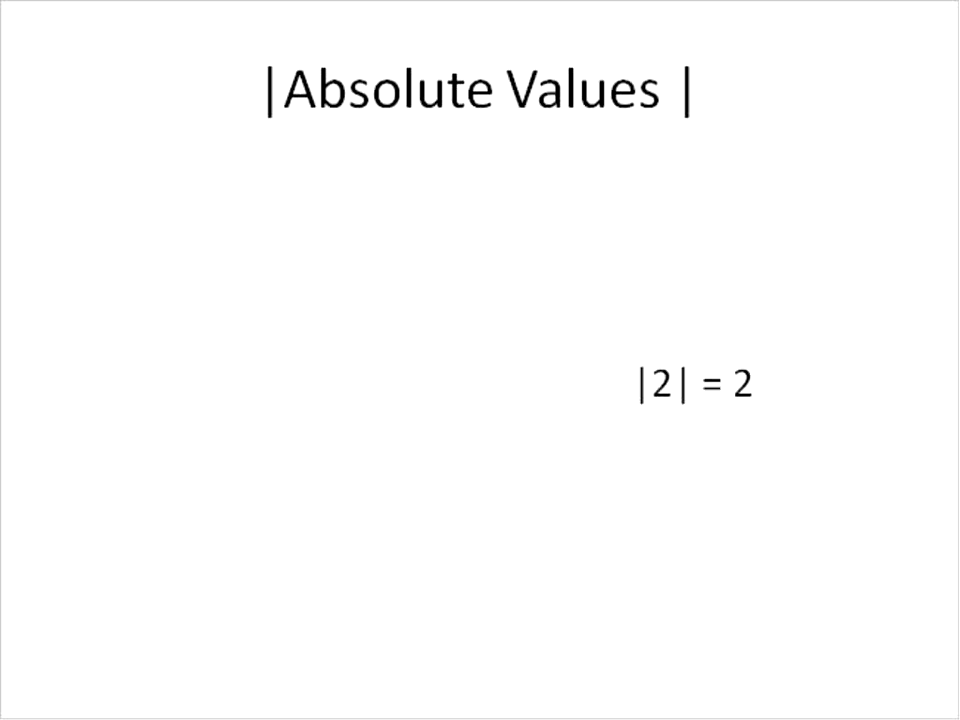 |Absolute Values |
|2| = 2